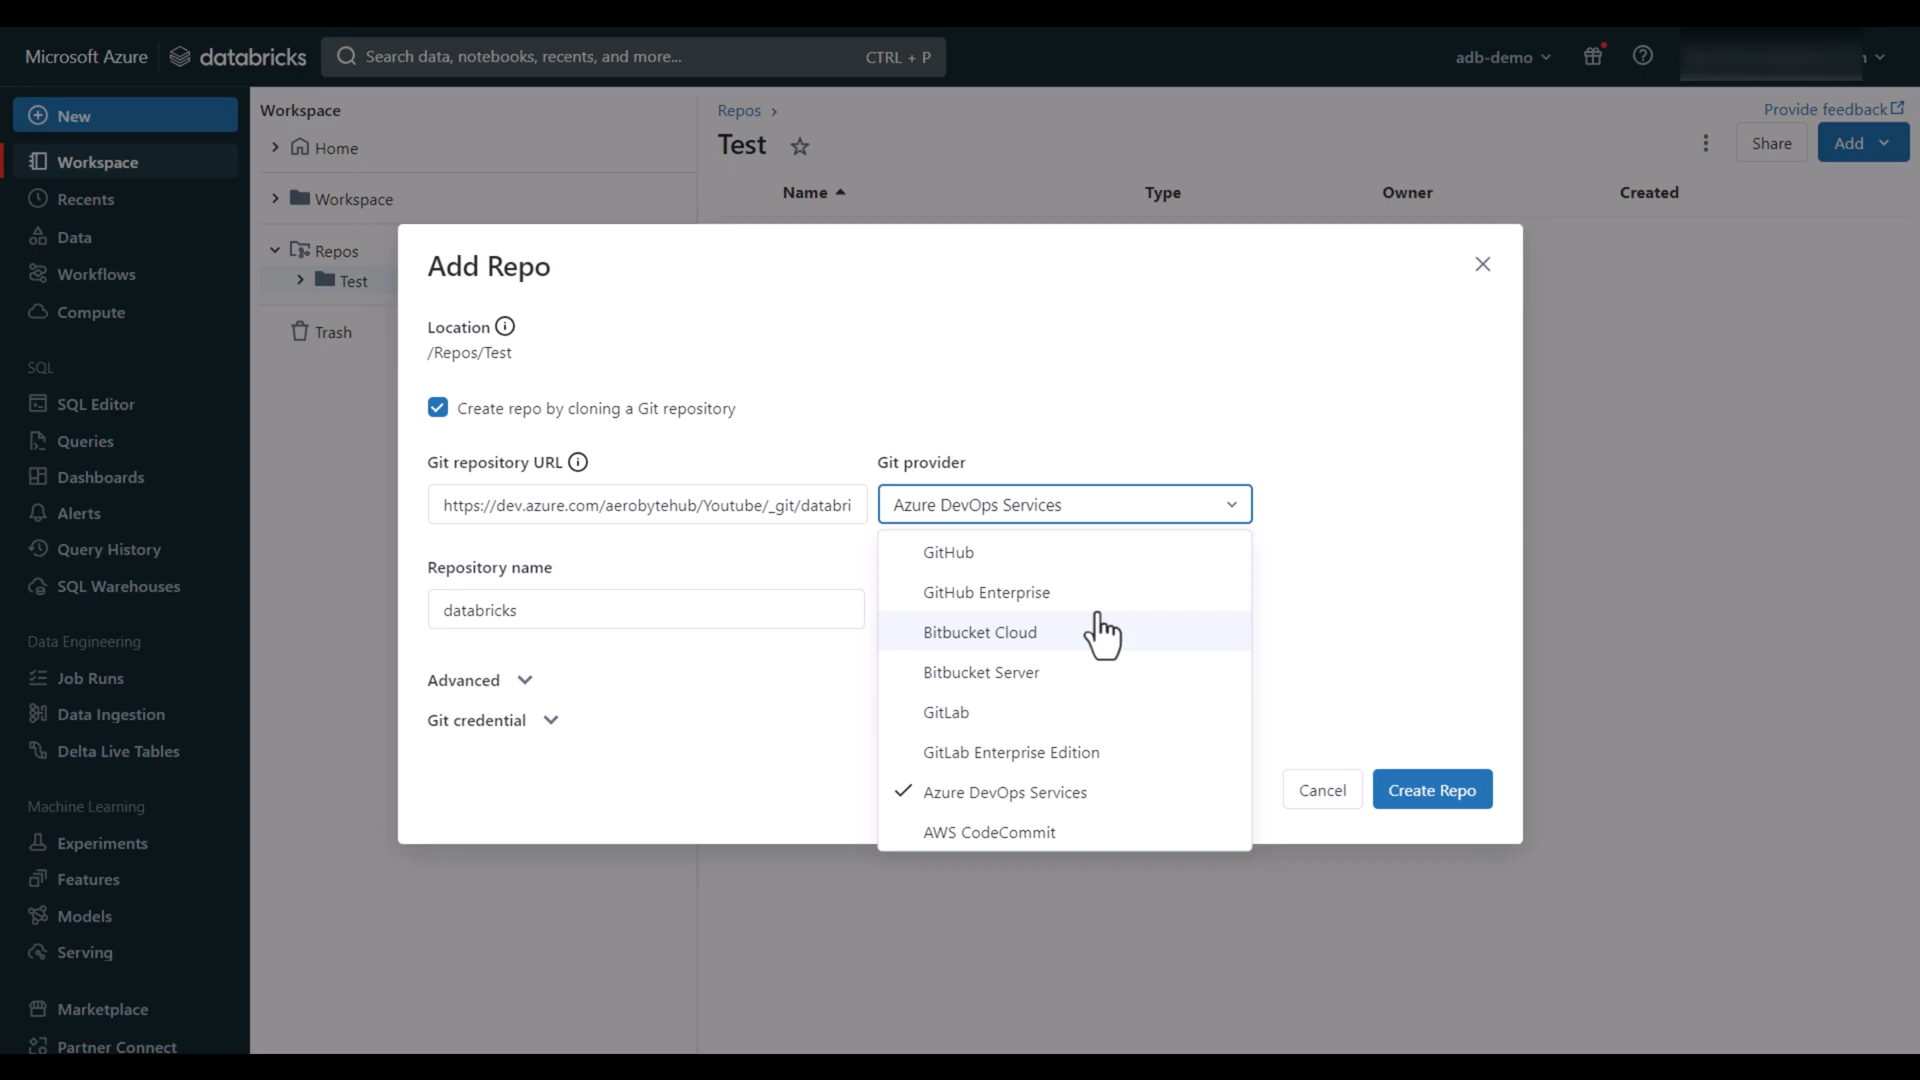 Microsoft Azure databricks Search data, notebooks, recents, and more... CTRL + P adb-demo
New
Workspace
Recents
Data
Workflows
Compute
SQL
SQL Editor
Queries
Dashboards
Alerts
Query History
SQL Warehouses
Data Engineering
Job Runs
Data Ingestion
Delta Live Tables
Machine Learning
Experiments
Features
Models
Serving
Marketplace
Partner Connect
Workspace
Home
Workspace
Repos
Test
Trash
Repos ›
Test
Provide feedback
Share Add
Name Type Owner Created
Add Repo
Location
/Repos/Test
Create repo by cloning a Git repository
Git repository URL
https://dev.azure.com/aerobytehub/Youtube/_git/databri
Git provider
Azure DevOps Services
GitHub
GitHub Enterprise
Bitbucket Cloud
Bitbucket Server
GitLab
GitLab Enterprise Edition
Azure DevOps Services
AWS CodeCommit
Repository name
databricks
Advanced
Git credential
Cancel Create Repo